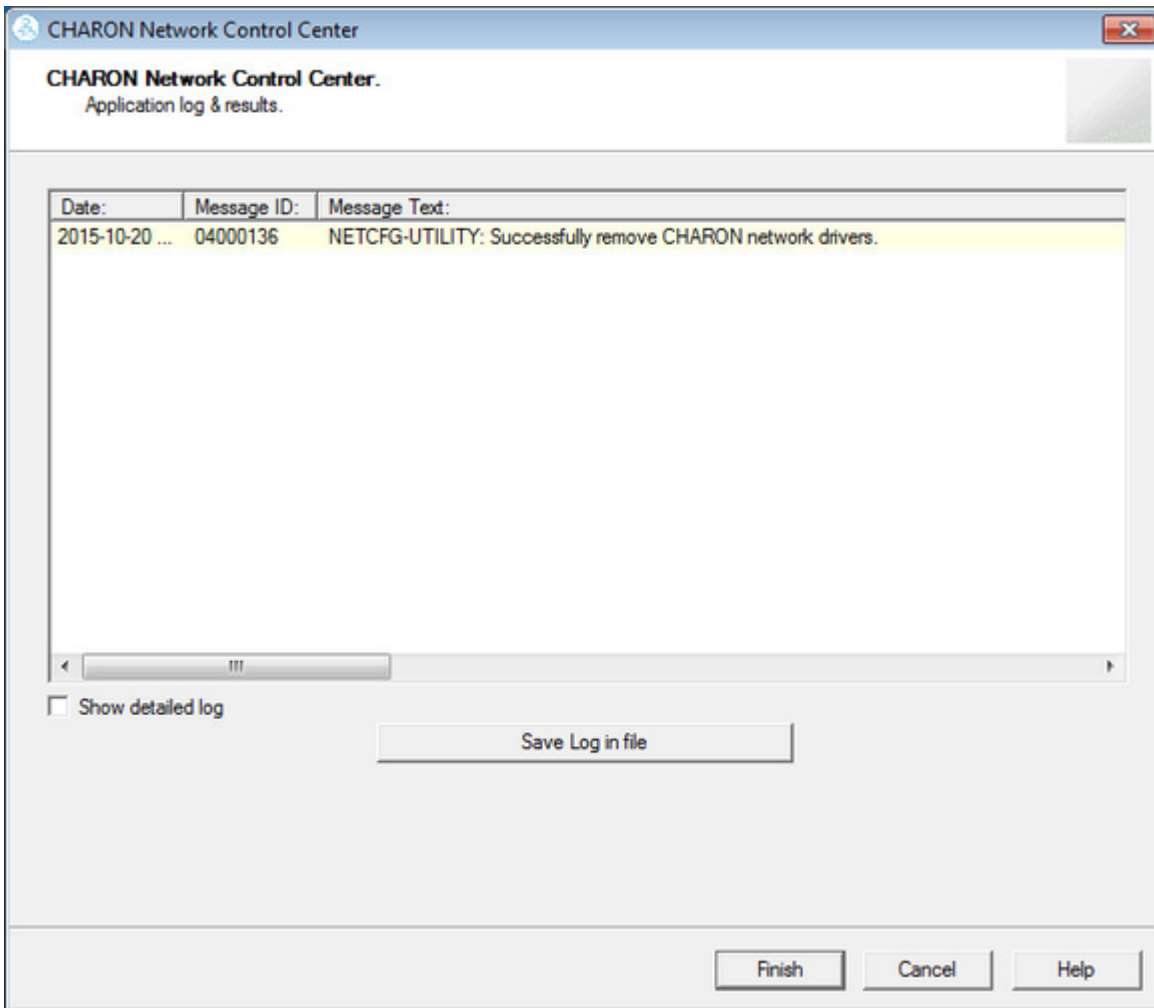 CHARON Network Control Center
CHARON Network Control Center.
Application log & results.
Date: Message ID: Message Text:
2015-10-20 ... 04000136 NETCFG-UTILITY: Successfully remove CHARON network drivers.
Show detailed log
Save Log in file
Finish Cancel Help